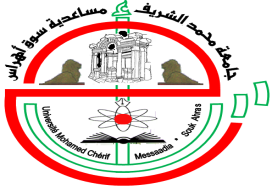 جامعة محمد الشريف مساعدية سوق أهراس
Université Mohamed Chérif Messaadia • Souk Ahras